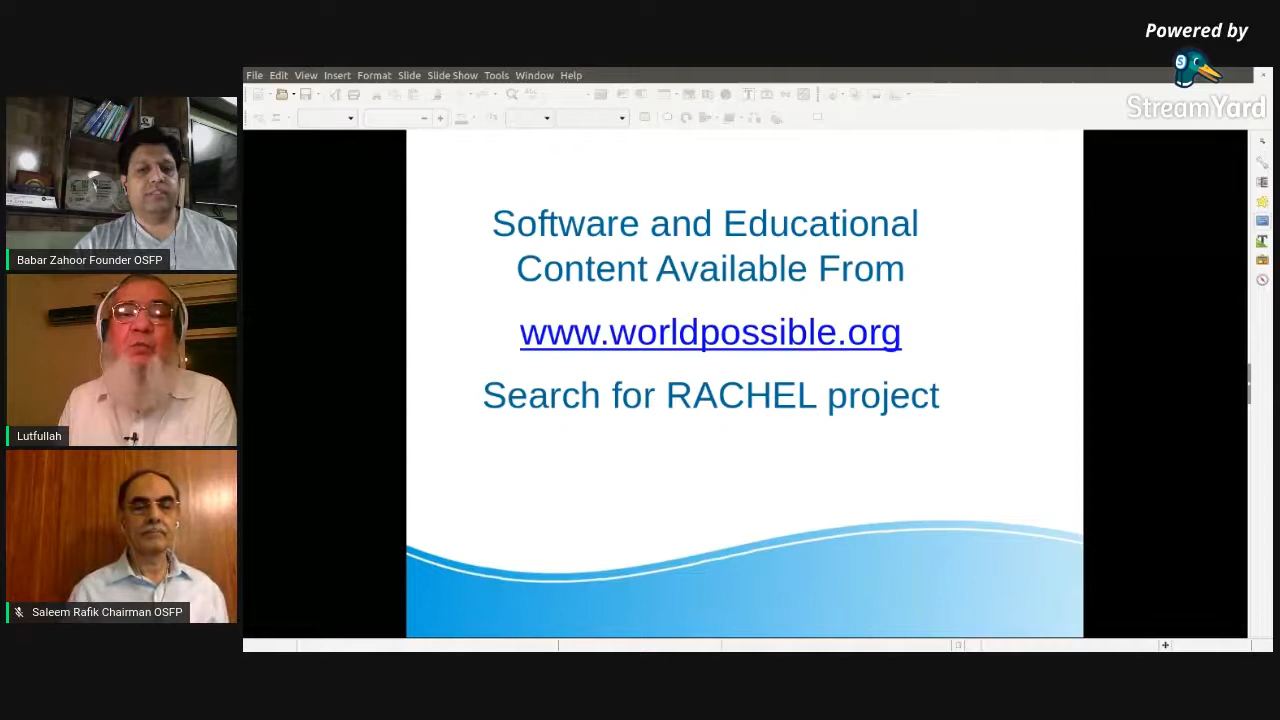 Powered by
StreamYard
File Edit View Insert Format Slide Slide Show Tools Window Help
Babar Zahoor Founder OSFP
Lutfullah
Saleem Rafik Chairman OSFP
Software and Educational
Content Available From
www.worldpossible.org
Search for RACHEL project